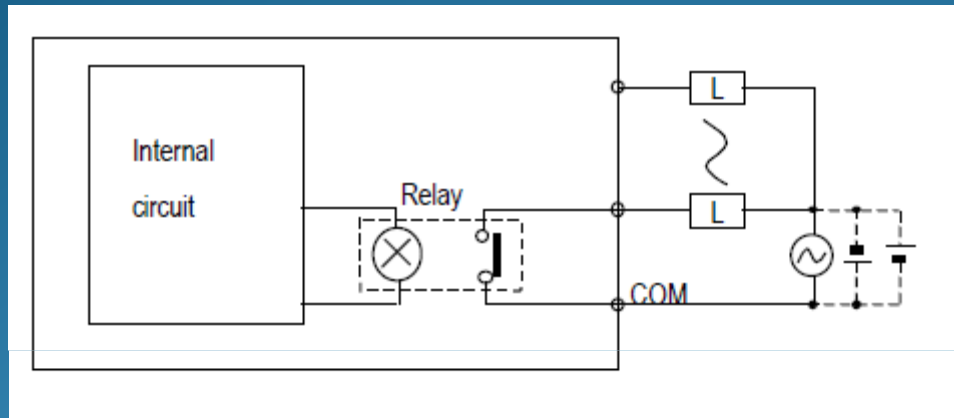 L
Internal
circuit
Relay
L
COM